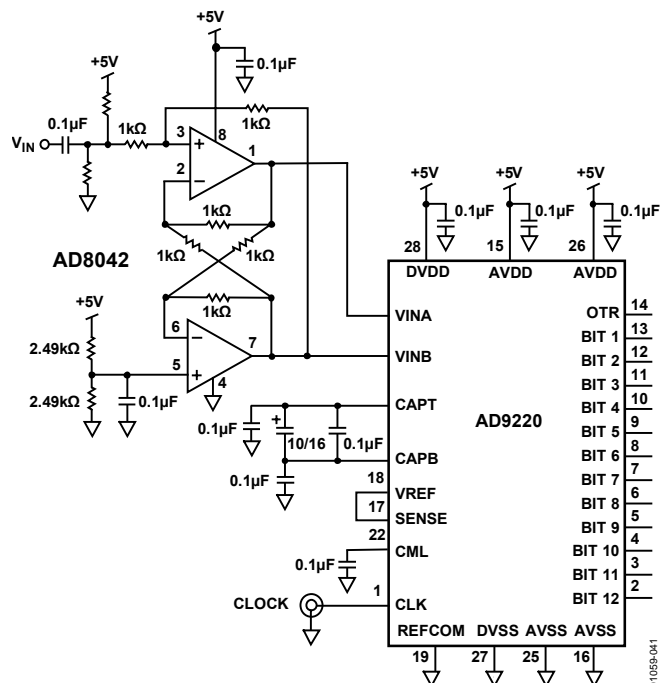 +5V
+5V
0.1µF
0.1µF
VIN
1kΩ
1kΩ
3
+
8
1
2
–
1kΩ
1kΩ
1kΩ
AD8042
1kΩ
+5V
6
–
7
2.49kΩ
5
+
4
2.49kΩ
0.1µF
+5V
+5V
+5V
0.1µF
0.1µF
0.1µF
28
15
26
DVDD
AVDD
AVDD
VINA
VINB
CAPT
+
0.1µF
10/16
0.1µF
CAPB
0.1µF
18
VREF
17
SENSE
22
CML
0.1µF
1
CLOCK
CLK
AD9220
OTR
14
BIT 1
13
BIT 2
12
BIT 3
11
BIT 4
10
BIT 5
9
BIT 6
8
BIT 7
7
BIT 8
6
BIT 9
5
BIT 10
4
BIT 11
3
BIT 12
2
REFCOM
DVSS
AVSS
AVSS
19
27
25
16
01059-041